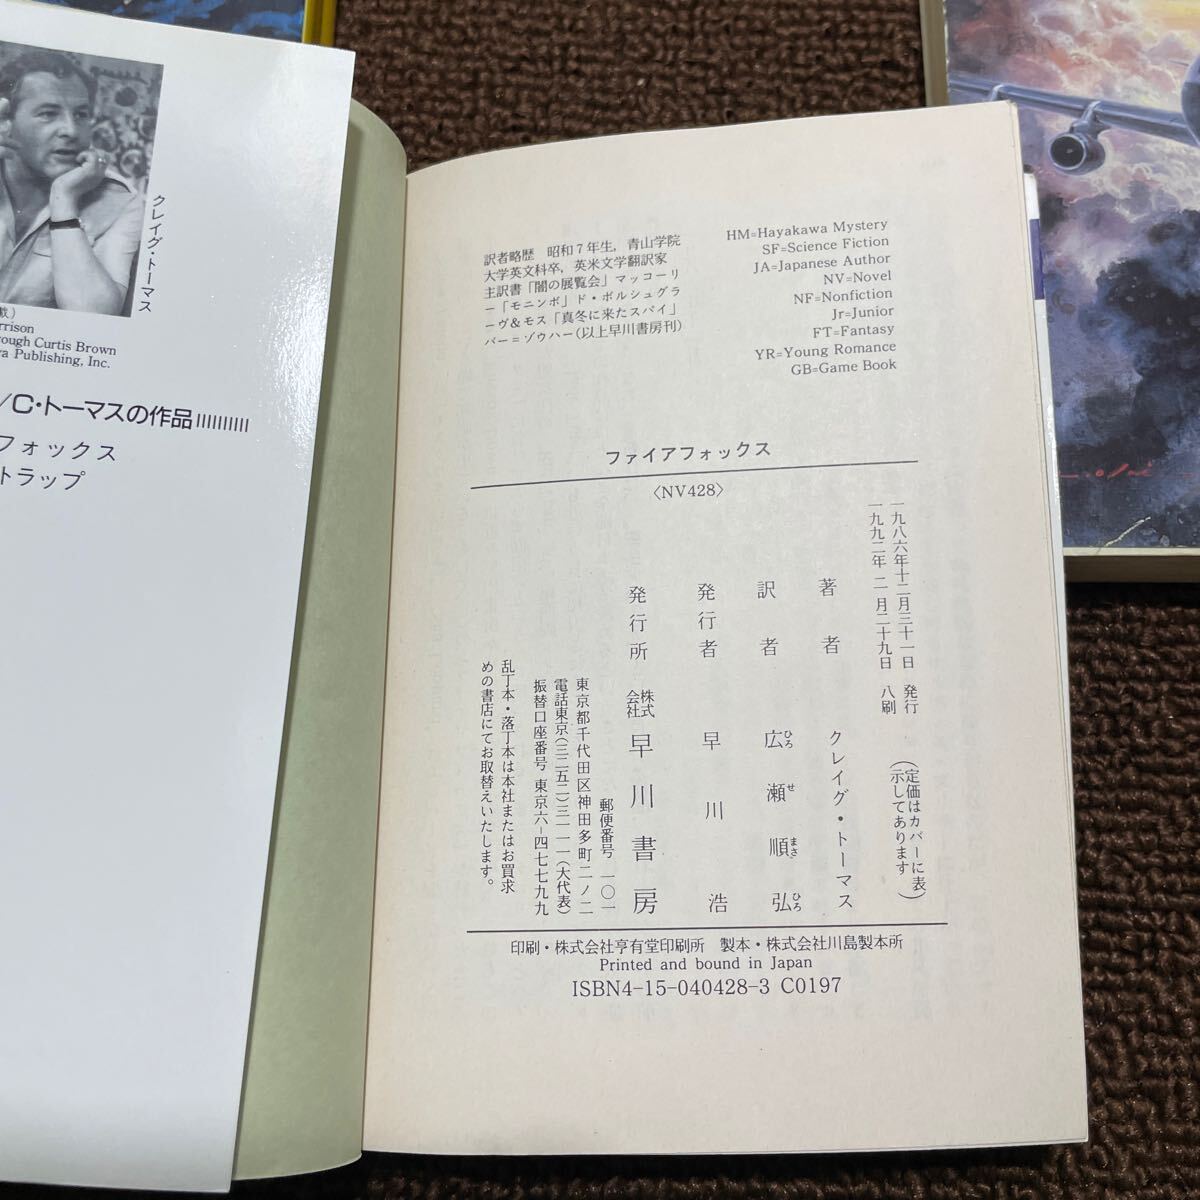 クレイグ・トーマス
rrison
rough Curtis Brown
wa Publishing, Inc.
/C・トーマスの作品
フォックス
トラップ
訳者略歴 昭和7年生，青山学院
大学英文科卒，英米文学翻訳家
主訳書「闇の展覧会」マッコーリ
ー「モニンボ」ド・ボルシュグラ
ーヴ&モス「真冬に来たスパイ」
バー＝ゾウハー（以上早川書房刊）
HM=Hayakawa Mystery
SF=Science Fiction
JA=Japanese Author
NV=Novel
NF=Nonfiction
Jr=Junior
FT=Fantasy
YR=Young Romance
GB=Game Book
ファイアフォックス
〈NV428〉
一九八六年十二月三十一日 発行
一九九二年 二月二十九日 八刷
（定価はカバーに表
示してあります）
著者 クレイグ・トーマス
訳者 広瀬順弘
ひろ せ まさ ひろ
発行者 早川浩
発行所 株式会社 早川書房
郵便番号 一〇一
東京都千代田区神田多町二ノ二
電話東京（三二五二）三一一一（大代表）
振替口座番号 東京六-四七七九九
乱丁本・落丁本は本社またはお買求
めの書店にてお取替えいたします。
印刷・株式会社亨有堂印刷所 製本・株式会社川島製本所
Printed and bound in Japan
ISBN4-15-040428-3 C0197